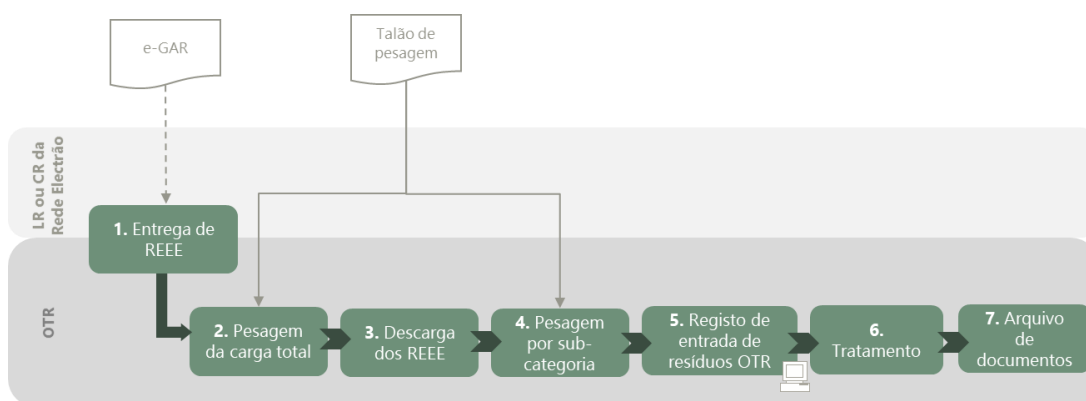 e-GAR
Talão de
pesagem
LR ou CR da
Rede Electrão
1. Entrega de
REEE
OTR
2. Pesagem
da carga total
3. Descarga
dos REEE
4. Pesagem
por sub-
categoria
5. Registo de
entrada de
resíduos OTR
6.
Tratamento
7. Arquivo
de
documentos